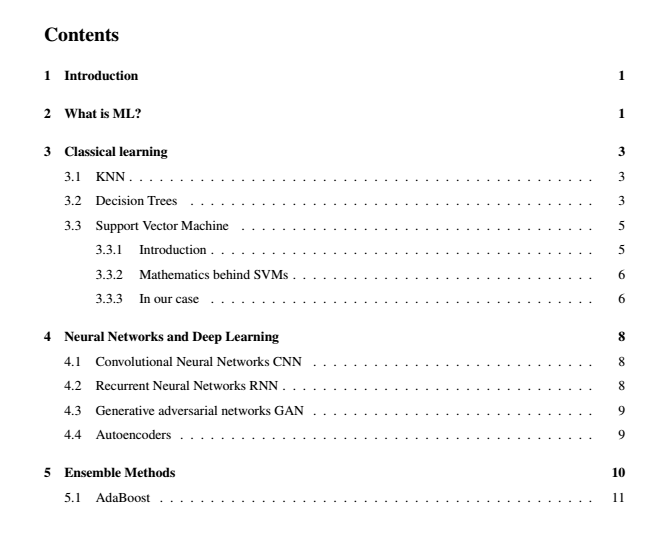 Contents
1 Introduction 1
2 What is ML? 1
3 Classical learning 3
3.1 KNN . . . . . . . . . . . . . . . . . . . . . . . . . . . . . . . . . . . . . . . . . . . 3
3.2 Decision Trees . . . . . . . . . . . . . . . . . . . . . . . . . . . . . . . . . . . . . . 3
3.3 Support Vector Machine . . . . . . . . . . . . . . . . . . . . . . . . . . . . . . . . . 5
3.3.1 Introduction . . . . . . . . . . . . . . . . . . . . . . . . . . . . . . . . . . . . 5
3.3.2 Mathematics behind SVMs . . . . . . . . . . . . . . . . . . . . . . . . . . . . 6
3.3.3 In our case . . . . . . . . . . . . . . . . . . . . . . . . . . . . . . . . . . . . 6
4 Neural Networks and Deep Learning 8
4.1 Convolutional Neural Networks CNN . . . . . . . . . . . . . . . . . . . . . . . . . . 8
4.2 Recurrent Neural Networks RNN . . . . . . . . . . . . . . . . . . . . . . . . . . . . 8
4.3 Generative adversarial networks GAN . . . . . . . . . . . . . . . . . . . . . . . . . . 9
4.4 Autoencoders . . . . . . . . . . . . . . . . . . . . . . . . . . . . . . . . . . . . . . 9
5 Ensemble Methods 10
5.1 AdaBoost . . . . . . . . . . . . . . . . . . . . . . . . . . . . . . . . . . . . . . . . 11